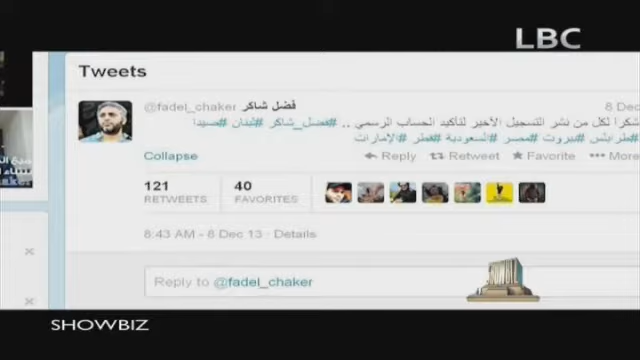 LBC
Tweets
@fadel_chaker فضل شاكر
8 Dec
شكرا لكل من نشر التسجيل الأخير لتأكيد الحساب الرسمي .. #فضل_شاكر #لبنان #صيدا
#طرابلس #بيروت #مصر #السعودية #قطر #الإمارات
Collapse
Reply Retweet Favorite More
121 40
RETWEETS FAVORITES
8:43 AM - 8 Dec 13 · Details
Reply to @fadel_chaker
SHOWBIZ